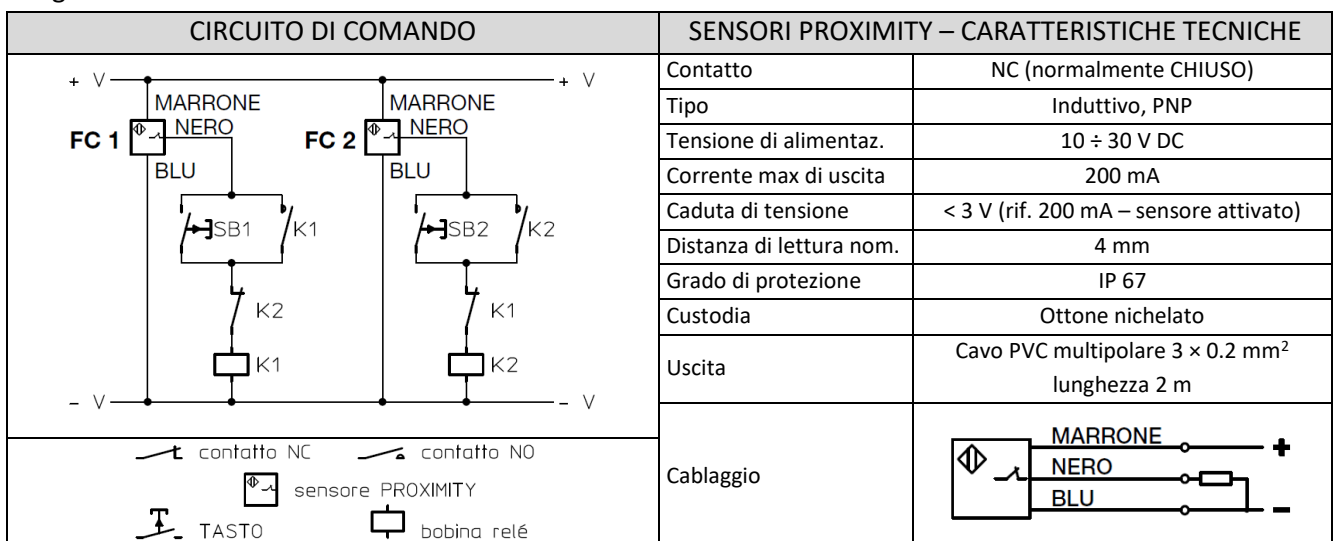 CIRCUITO DI COMANDO
+ V + V
MARRONE MARRONE
NERO NERO
FC 1 FC 2
BLU BLU
SB1 K1 SB2 K2
K2 K1
K1 K2
- V - V
contatto NC contatto NO
sensore PROXIMITY
TASTO bobina relé
SENSORI PROXIMITY – CARATTERISTICHE TECNICHE
Contatto NC (normalmente CHIUSO)
Tipo Induttivo, PNP
Tensione di alimentaz. 10 ÷ 30 V DC
Corrente max di uscita 200 mA
Caduta di tensione < 3 V (rif. 200 mA – sensore attivato)
Distanza di lettura nom. 4 mm
Grado di protezione IP 67
Custodia Ottone nichelato
Uscita Cavo PVC multipolare 3 × 0.2 mm²
lunghezza 2 m
Cablaggio
MARRONE +
NERO
BLU -